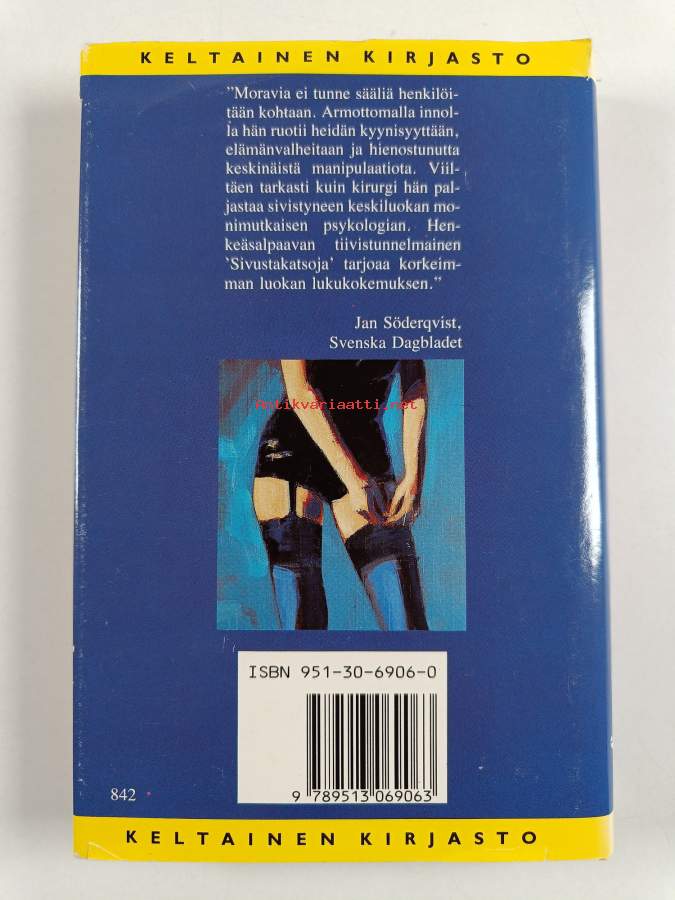 KELTAINEN KIRJASTO
”Moravia ei tunne sääliä henkilöi-
tään kohtaan. Armottomalla innol-
la hän ruotii heidän kyynisyyttään,
elämänvalheitaan ja hienostunutta
keskinäistä manipulaatiota. Viil-
täen tarkasti kuin kirurgi hän pal-
jastaa sivistyneen keskiluokan mo-
nimutkaisen psykologian. Hen-
keäsalpaavan tiivistunnelmainen
’Sivustakatsoja’ tarjoaa korkeim-
man luokan lukukokemuksen.”
Jan Söderqvist,
Svenska Dagbladet
Antikvariaatti.net
ISBN 951-30-6906-0
9 789513 069063
842
KELTAINEN KIRJASTO